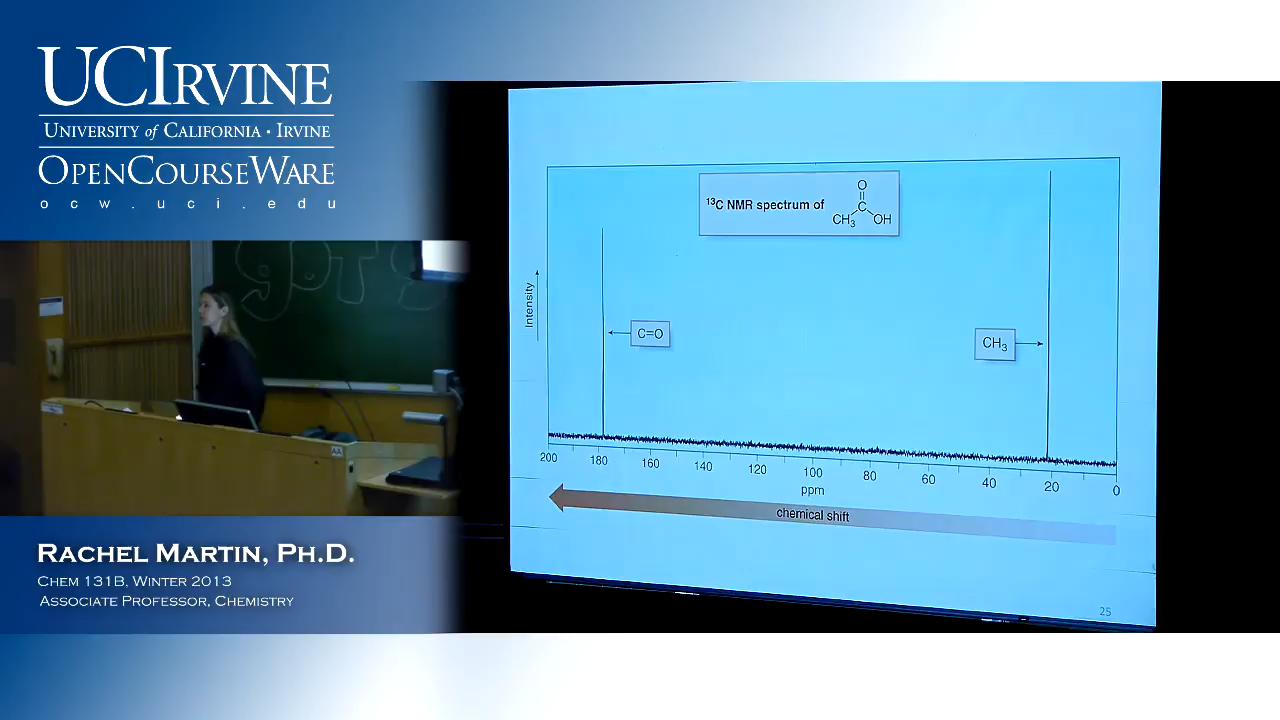 UCIRVINE
UNIVERSITY of CALIFORNIA · IRVINE
OPENCOURSEWARE
ocw.uci.edu
gots
RACHEL MARTIN, PH.D.
CHEM 131B, WINTER 2013
ASSOCIATE PROFESSOR, CHEMISTRY
¹³C NMR spectrum of
O
C
CH₃
OH
Intensity
C=O
CH₃
200 180 160 140 120 100 80 60 40 20 0
ppm
chemical shift
25